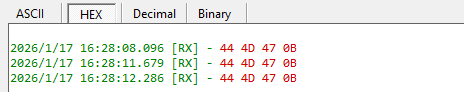 ASCII HEX Decimal Binary
2026/1/17 16:28:08.096 [RX] - 44 4D 47 0B
2026/1/17 16:28:11.679 [RX] - 44 4D 47 0B
2026/1/17 16:28:12.286 [RX] - 44 4D 47 0B